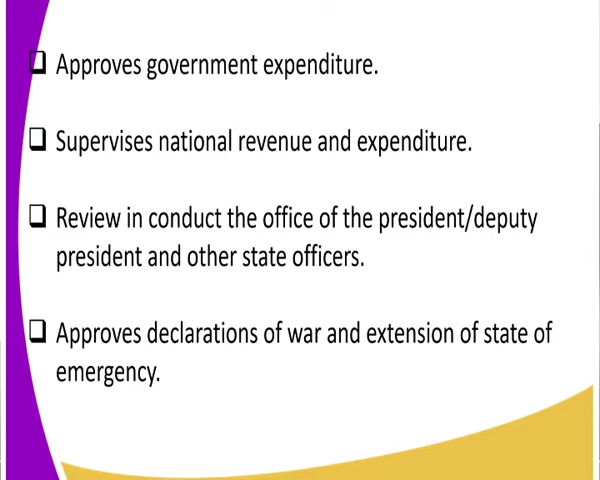 ❑ Approves government expenditure.
❑ Supervises national revenue and expenditure.
❑ Review in conduct the office of the president/deputy
president and other state officers.
❑ Approves declarations of war and extension of state of
emergency.